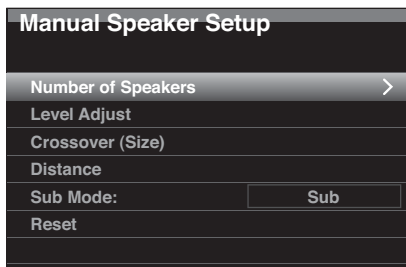 Manual Speaker Setup
Number of Speakers >
Level Adjust
Crossover (Size)
Distance
Sub Mode: Sub
Reset